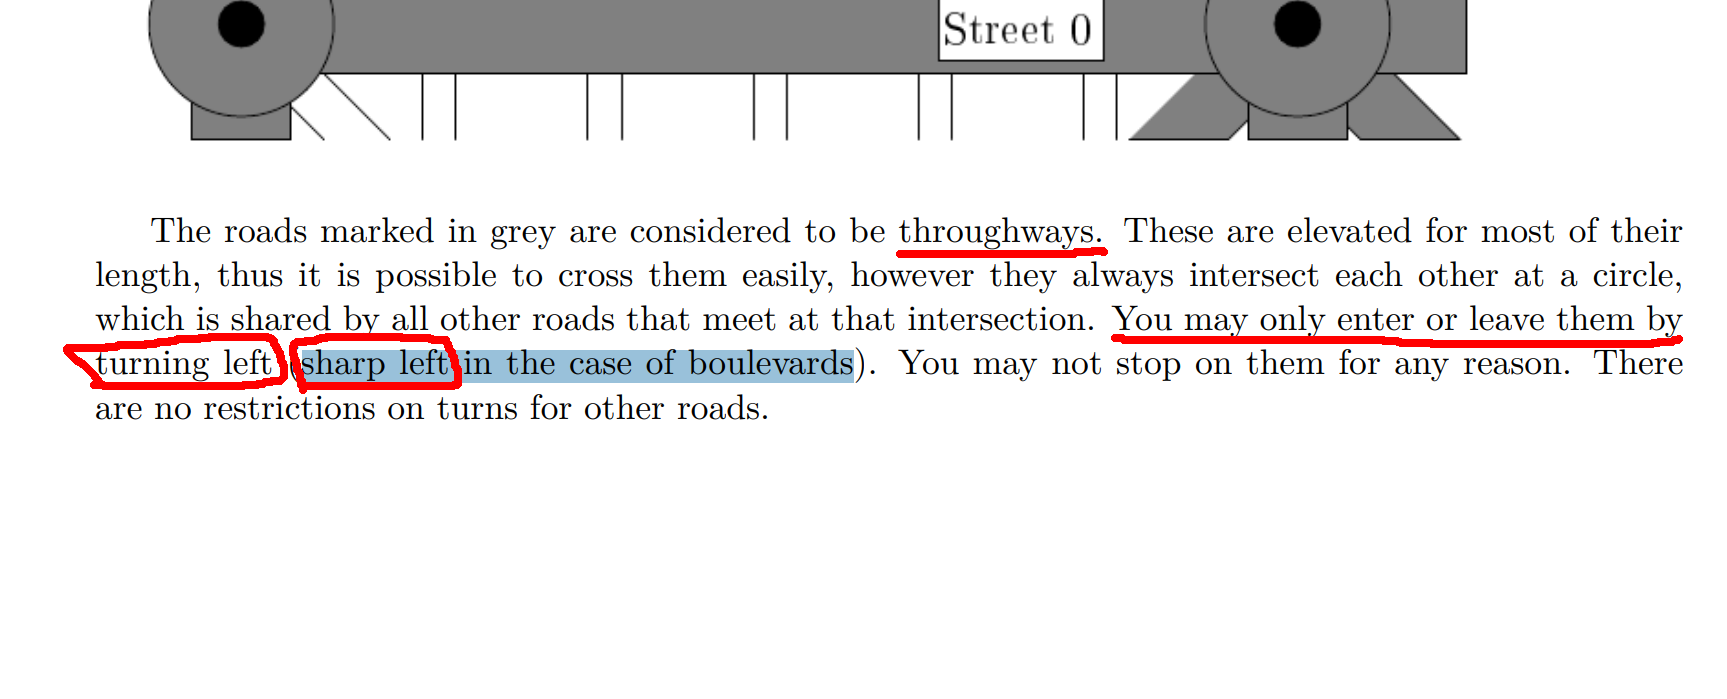 Street 0
The roads marked in grey are considered to be throughways. These are elevated for most of their
length, thus it is possible to cross them easily, however they always intersect each other at a circle,
which is shared by all other roads that meet at that intersection. You may only enter or leave them by
turning left (sharp left in the case of boulevards). You may not stop on them for any reason. There
are no restrictions on turns for other roads.